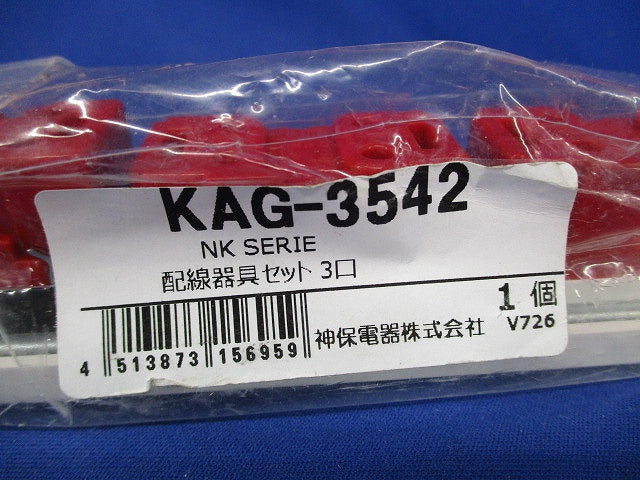 KAG-3542
NK SERIE
配線器具セット 3口
1 個
4 513873 156959
神保電器株式会社
V726